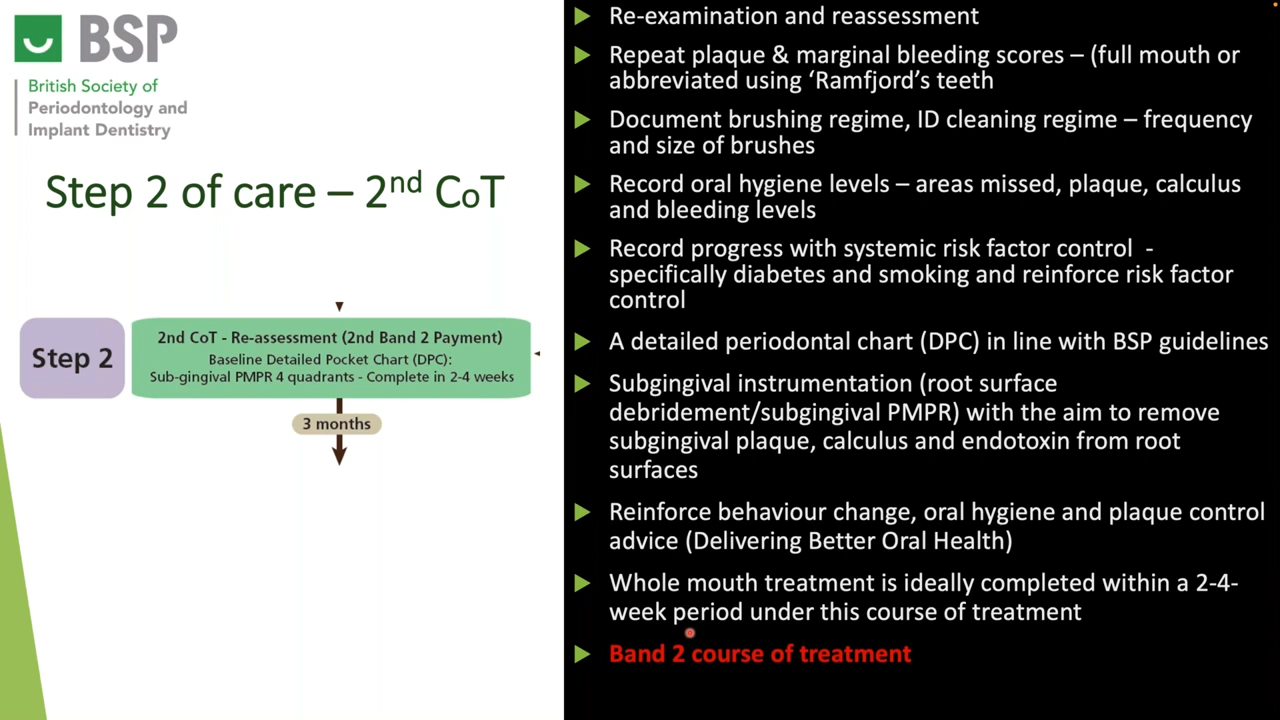 BSP
British Society of
Periodontology and
Implant Dentistry
Step 2 of care – 2nd CoT
Step 2
2nd CoT - Re-assessment (2nd Band 2 Payment)
Baseline Detailed Pocket Chart (DPC):
Sub-gingival PMPR 4 quadrants - Complete in 2-4 weeks
3 months
Re-examination and reassessment
Repeat plaque & marginal bleeding scores – (full mouth or
abbreviated using ‘Ramfjord’s teeth
Document brushing regime, ID cleaning regime – frequency
and size of brushes
Record oral hygiene levels – areas missed, plaque, calculus
and bleeding levels
Record progress with systemic risk factor control -
specifically diabetes and smoking and reinforce risk factor
control
A detailed periodontal chart (DPC) in line with BSP guidelines
Subgingival instrumentation (root surface
debridement/subgingival PMPR) with the aim to remove
subgingival plaque, calculus and endotoxin from root
surfaces
Reinforce behaviour change, oral hygiene and plaque control
advice (Delivering Better Oral Health)
Whole mouth treatment is ideally completed within a 2-4-
week period under this course of treatment
Band 2 course of treatment